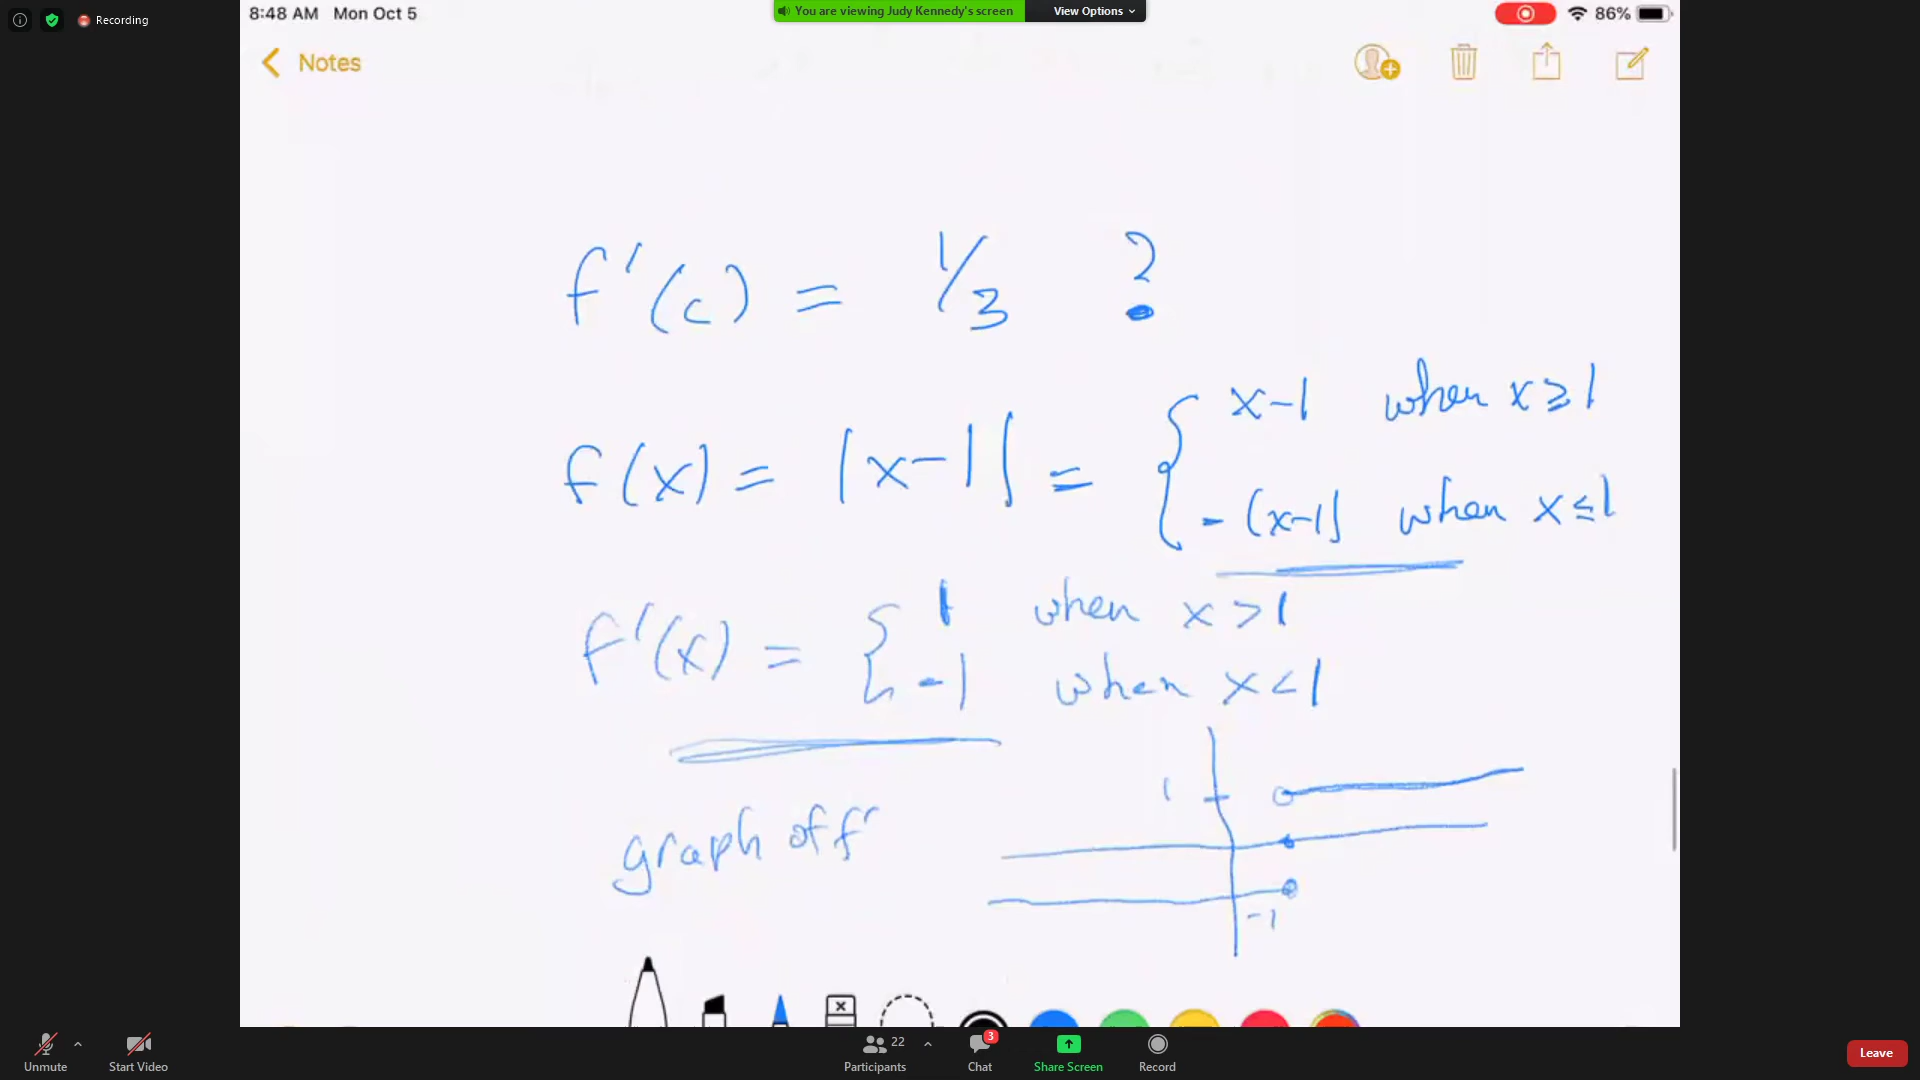 Recording
8:48 AM Mon Oct 5
You are viewing Judy Kennedy's screen View Options
86%
Notes
f'(c) = 1/3 ?
f(x) = |x-1| = { x-1 when x≥1
-(x-1) when x≤1
f'(x) = { 1 when x>1
-1 when x<1
1
graph of f'
-1
Unmute
Start Video
22
Participants
3
Chat
Share Screen
Record
Leave